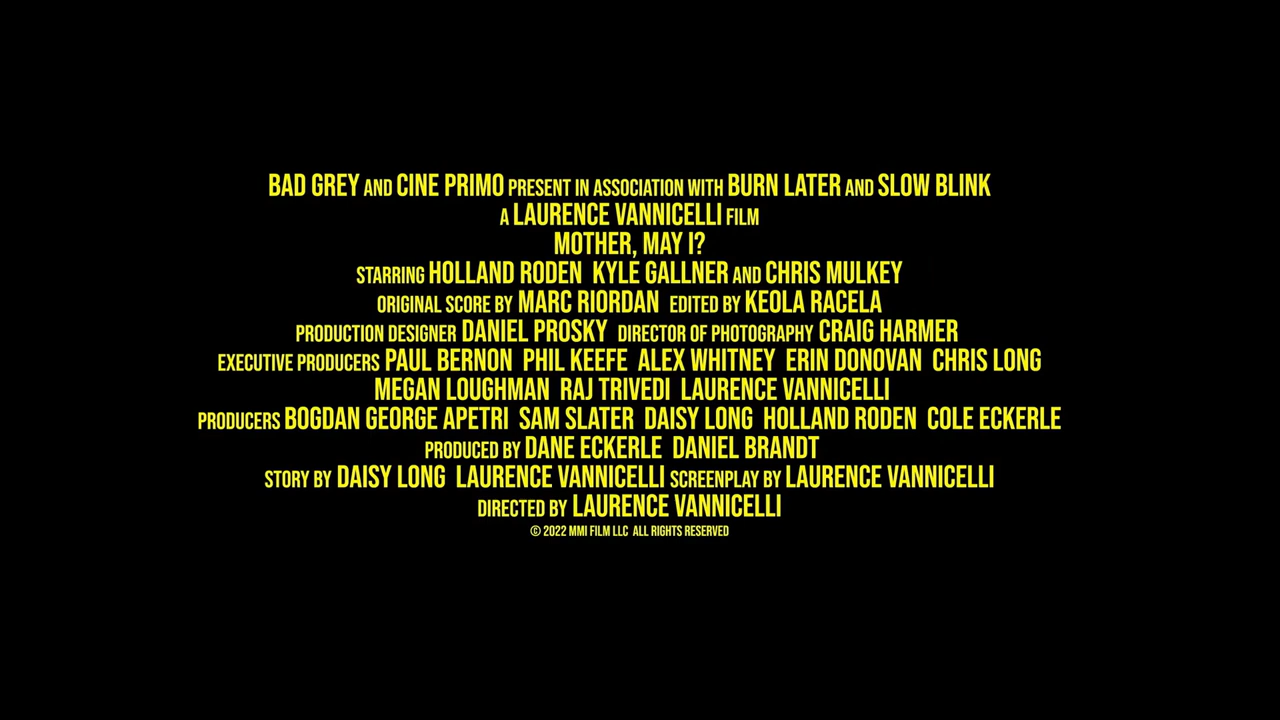 BAD GREY AND CINE PRIMO PRESENT IN ASSOCIATION WITH BURN LATER AND SLOW BLINK
A LAURENCE VANNICELLI FILM
MOTHER, MAY I?
STARRING HOLLAND RODEN KYLE GALLNER AND CHRIS MULKEY
ORIGINAL SCORE BY MARC RIORDAN EDITED BY KEOLA RACELA
PRODUCTION DESIGNER DANIEL PROSKY DIRECTOR OF PHOTOGRAPHY CRAIG HARMER
EXECUTIVE PRODUCERS PAUL BERNON PHIL KEEFE ALEX WHITNEY ERIN DONOVAN CHRIS LONG
MEGAN LOUGHMAN RAJ TRIVEDI LAURENCE VANNICELLI
PRODUCERS BOGDAN GEORGE APETRI SAM SLATER DAISY LONG HOLLAND RODEN COLE ECKERLE
PRODUCED BY DANE ECKERLE DANIEL BRANDT
STORY BY DAISY LONG LAURENCE VANNICELLI SCREENPLAY BY LAURENCE VANNICELLI
DIRECTED BY LAURENCE VANNICELLI
© 2022 MMI FILM LLC ALL RIGHTS RESERVED